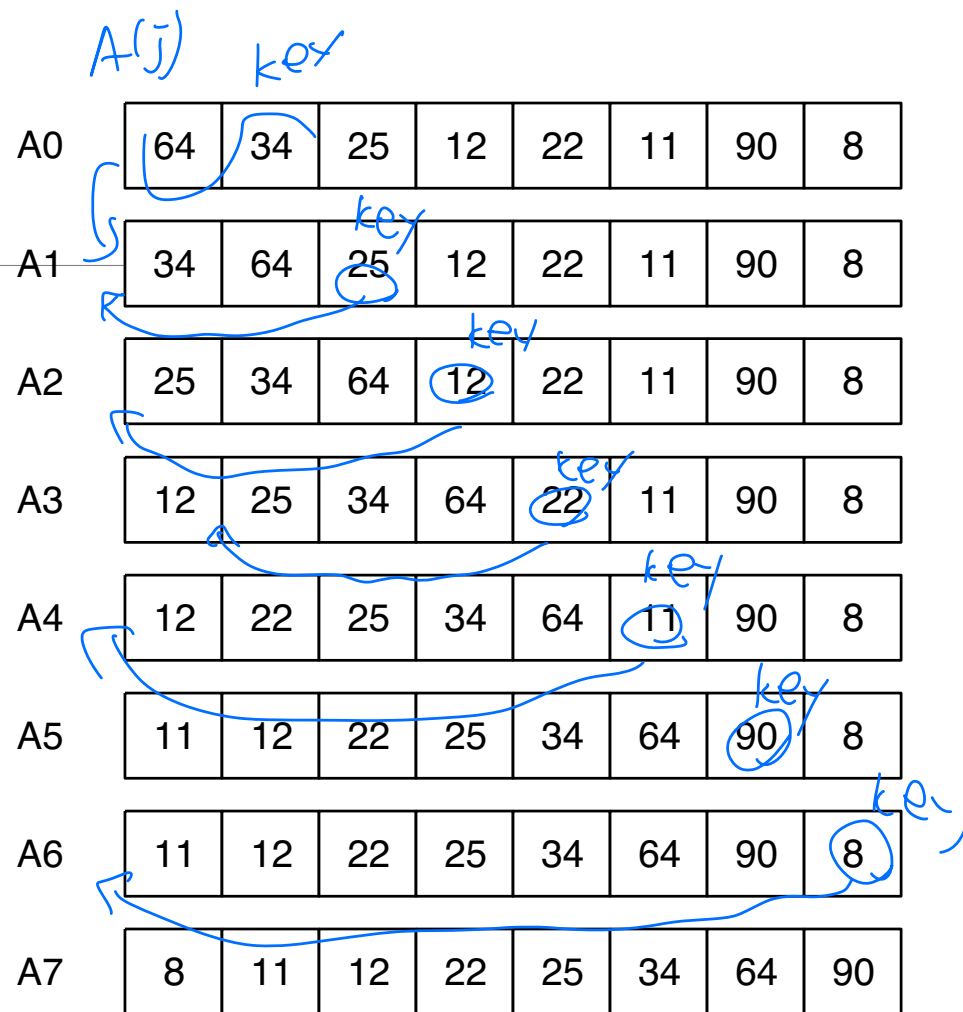 A(j) key
A0 64 34 25 12 22 11 90 8
key
A1 34 64 25 12 22 11 90 8
key
A2 25 34 64 12 22 11 90 8
key
A3 12 25 34 64 22 11 90 8
key
A4 12 22 25 34 64 11 90 8
key
A5 11 12 22 25 34 64 90 8
key
A6 11 12 22 25 34 64 90 8
A7 8 11 12 22 25 34 64 90